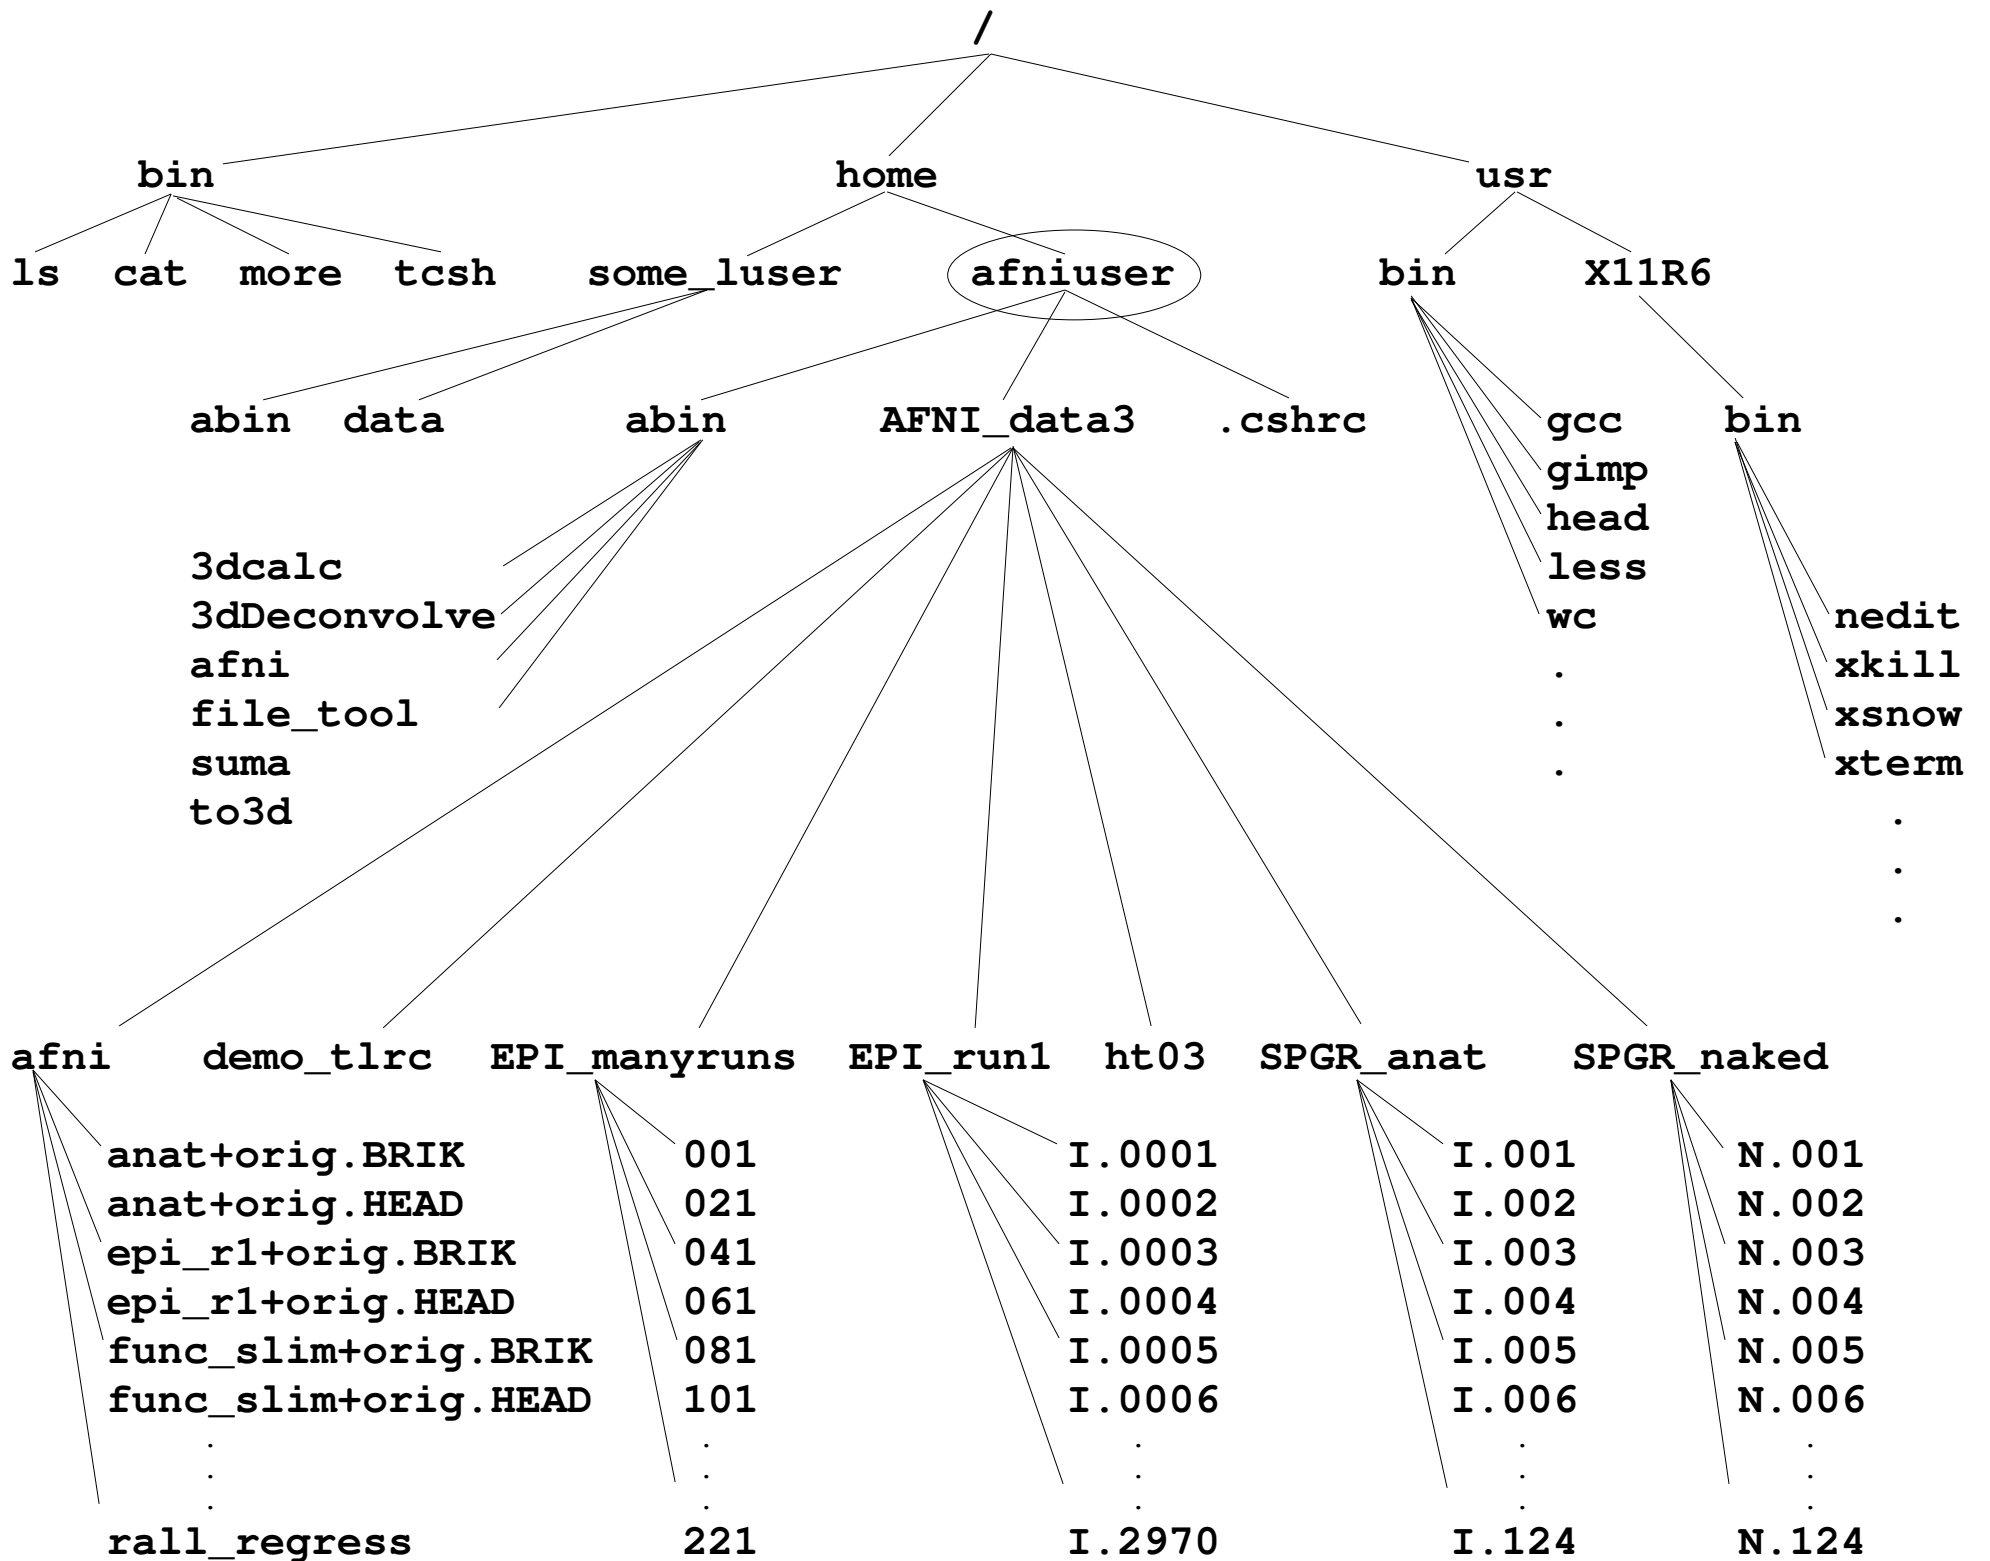 /
bin home usr
ls cat more tcsh some_luser afniuser bin X11R6
abin data abin AFNI_data3 .cshrc gcc bin
gimp
head
3dcalc less
3dDeconvolve wc nedit
afni . xkill
file_tool . xsnow
suma . xterm
to3d .
.
.
afni demo_tlrc EPI_manyruns EPI_run1 ht03 SPGR_anat SPGR_naked
anat+orig.BRIK 001 I.0001 I.001 N.001
anat+orig.HEAD 021 I.0002 I.002 N.002
epi_r1+orig.BRIK 041 I.0003 I.003 N.003
epi_r1+orig.HEAD 061 I.0004 I.004 N.004
func_slim+orig.BRIK 081 I.0005 I.005 N.005
func_slim+orig.HEAD 101 I.0006 I.006 N.006
. . . . .
. . . . .
. . . . .
rall_regress 221 I.2970 I.124 N.124